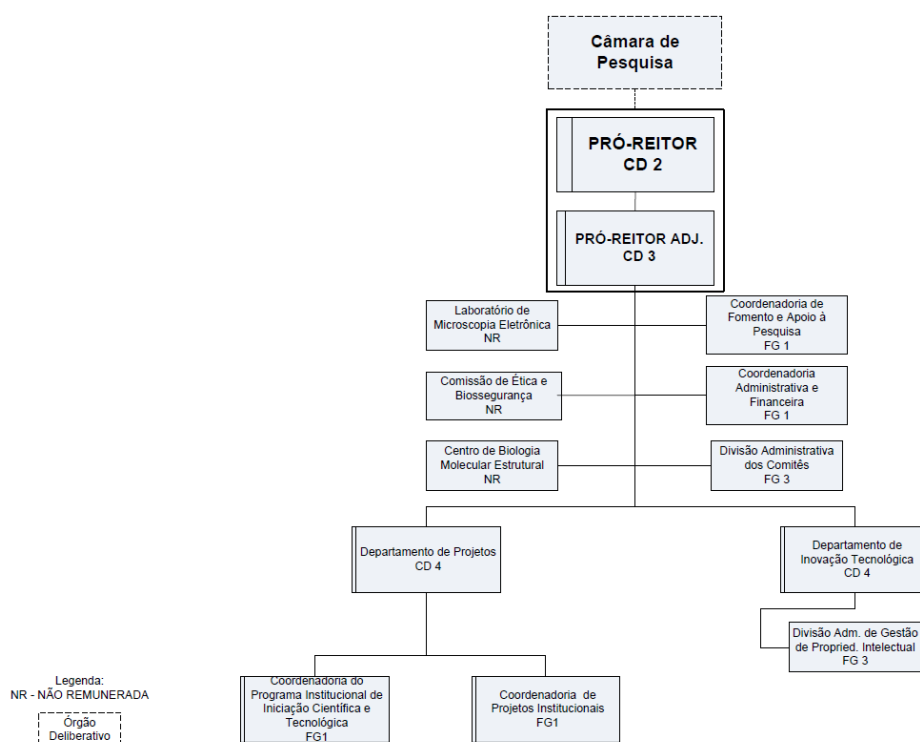 Câmara de
Pesquisa
PRÓ-REITOR
CD 2
PRÓ-REITOR ADJ.
CD 3
Laboratório de
Microscopia Eletrônica
NR
Coordenadoria de
Fomento e Apoio à
Pesquisa
FG 1
Comissão de Ética e
Biossegurança
NR
Coordenadoria
Administrativa e
Financeira
FG 1
Centro de Biologia
Molecular Estrutural
NR
Divisão Administrativa
dos Comitês
FG 3
Departamento de Projetos
CD 4
Departamento de
Inovação Tecnológica
CD 4
Divisão Adm. de Gestão
de Propried. Intelectual
FG 3
Coordenadoria do
Programa Institucional de
Iniciação Científica e
Tecnológica
FG1
Coordenadoria de
Projetos Institucionais
FG1
Legenda:
NR - NÃO REMUNERADA
Órgão
Deliberativo